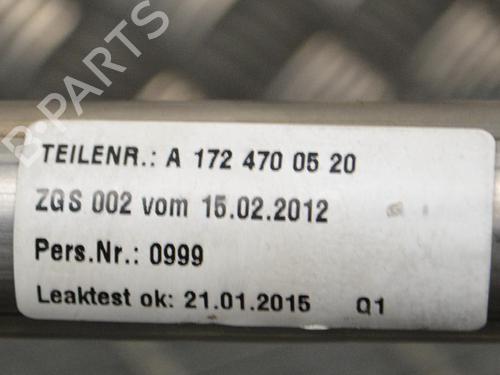 B-PARTS
TEILENR.: A 172 470 05 20
ZGS 002 vom 15.02.2012
Pers.Nr.: 0999
Leaktest ok: 21.01.2015 Q1